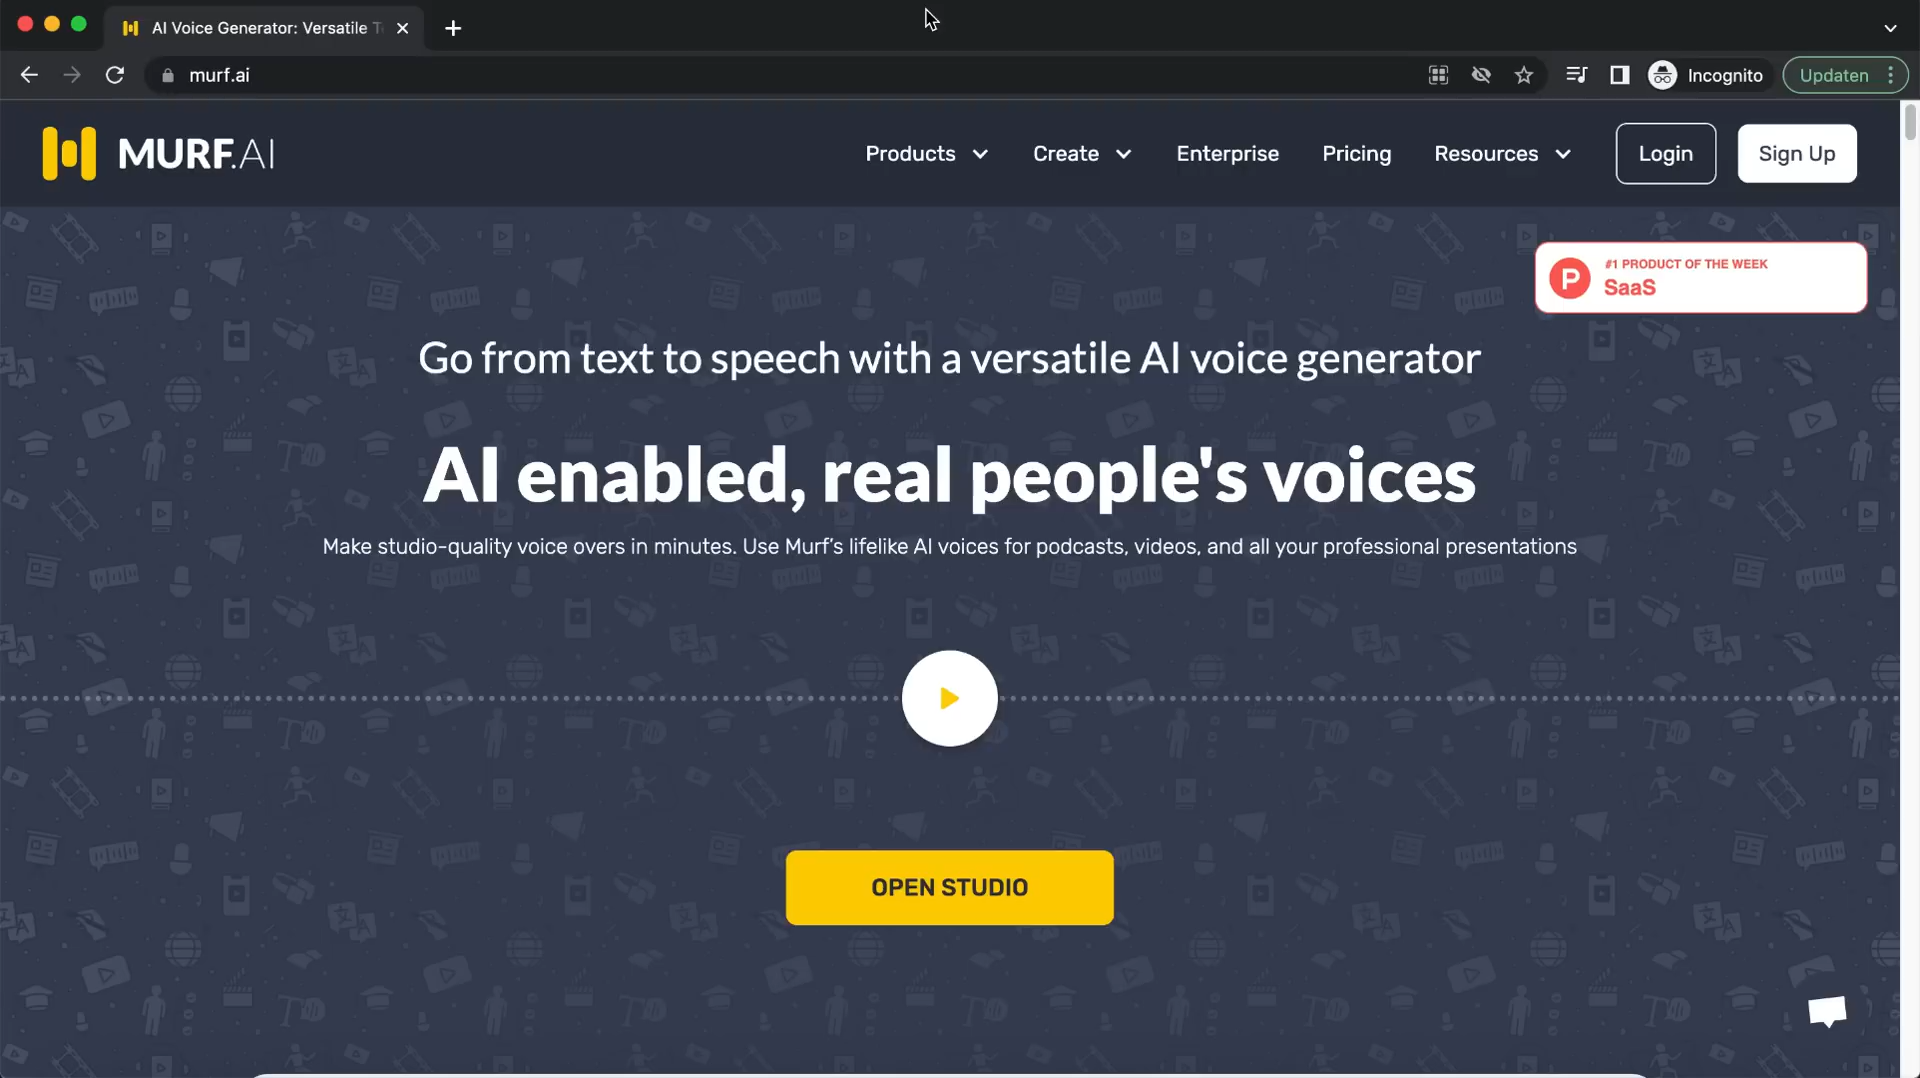 AI Voice Generator: Versatile T
murf.ai
Incognito
Updaten
MURF.AI
Products
Create
Enterprise
Pricing
Resources
Login
Sign Up
P
#1 PRODUCT OF THE WEEK
SaaS
Go from text to speech with a versatile AI voice generator
AI enabled, real people's voices
Make studio-quality voice overs in minutes. Use Murf's lifelike AI voices for podcasts, videos, and all your professional presentations
OPEN STUDIO